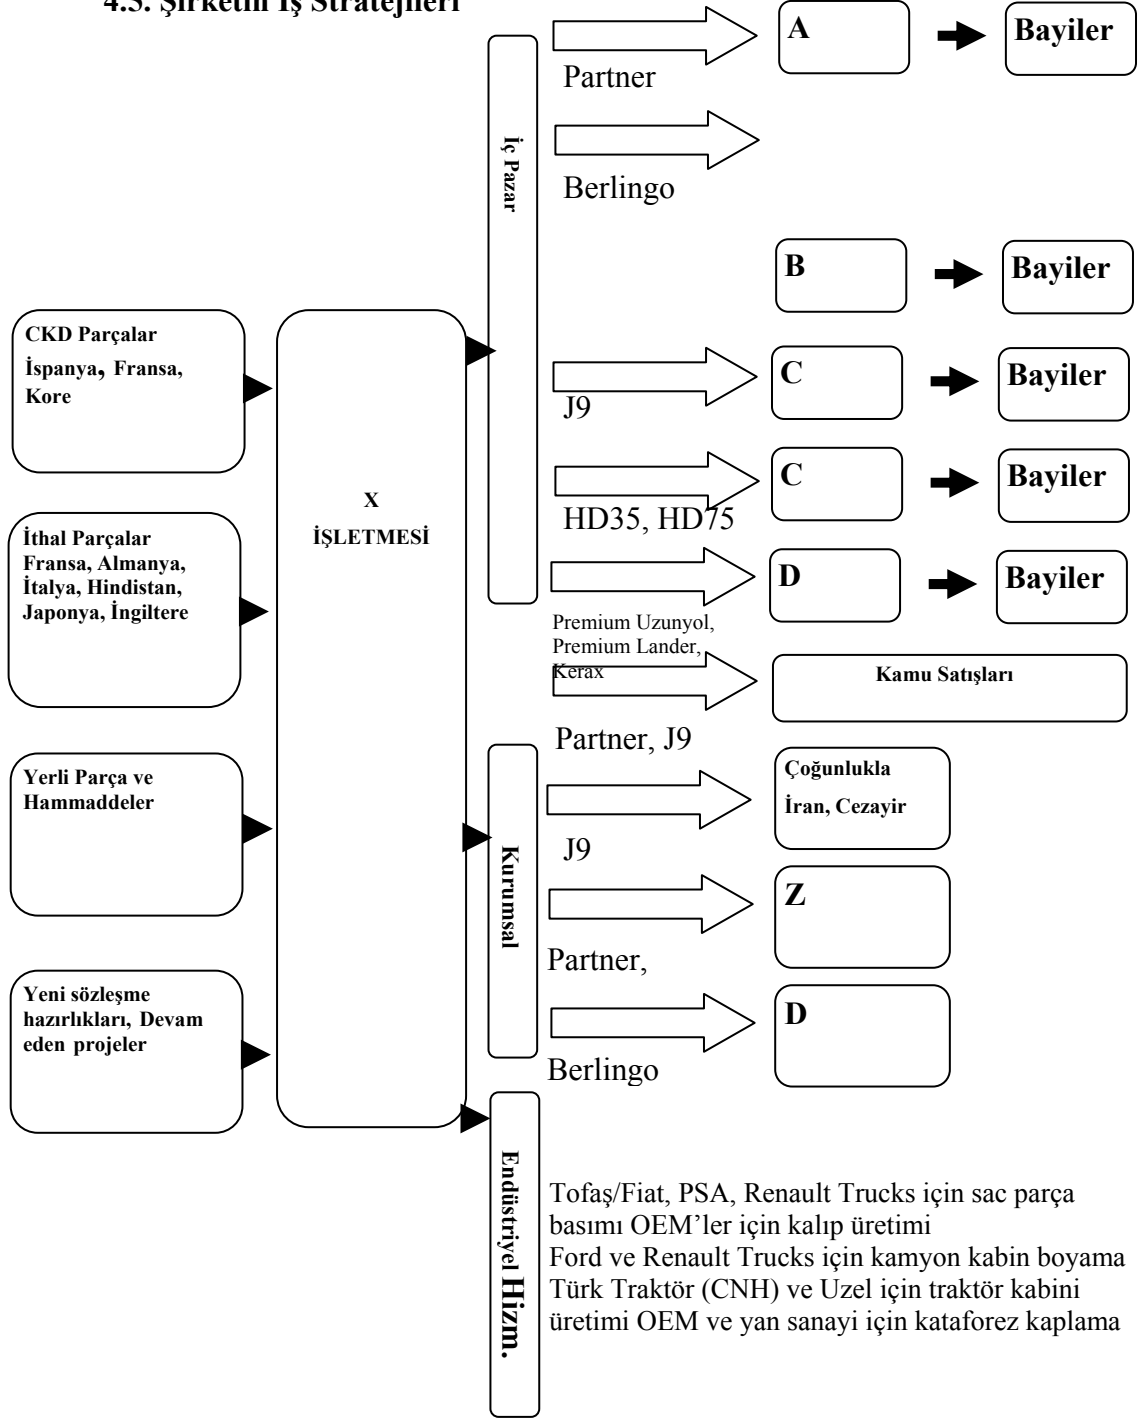 4.3. Şirketin İş Stratejileri
A
Bayiler
Partner
Berlingo
İç Pazar
B
Bayiler
CKD Parçalar
İspanya, Fransa,
Kore
C
Bayiler
J9
X
İŞLETMESİ
C
Bayiler
HD35, HD75
İthal Parçalar
Fransa, Almanya,
İtalya, Hindistan,
Japonya, İngiltere
D
Bayiler
Premium Uzunyol,
Premium Lander,
Kerax
Kamu Satışları
Partner, J9
Yerli Parça ve
Hammaddeler
Kurumsal
Çoğunlukla
İran, Cezayir
J9
Z
Partner,
Yeni sözleşme
hazırlıkları, Devam
eden projeler
D
Berlingo
Endüstriyel Hizm.
Tofaş/Fiat, PSA, Renault Trucks için sac parça
basımı OEM’ler için kalıp üretimi
Ford ve Renault Trucks için kamyon kabin boyama
Türk Traktör (CNH) ve Uzel için traktör kabini
üretimi OEM ve yan sanayi için kataforez kaplama